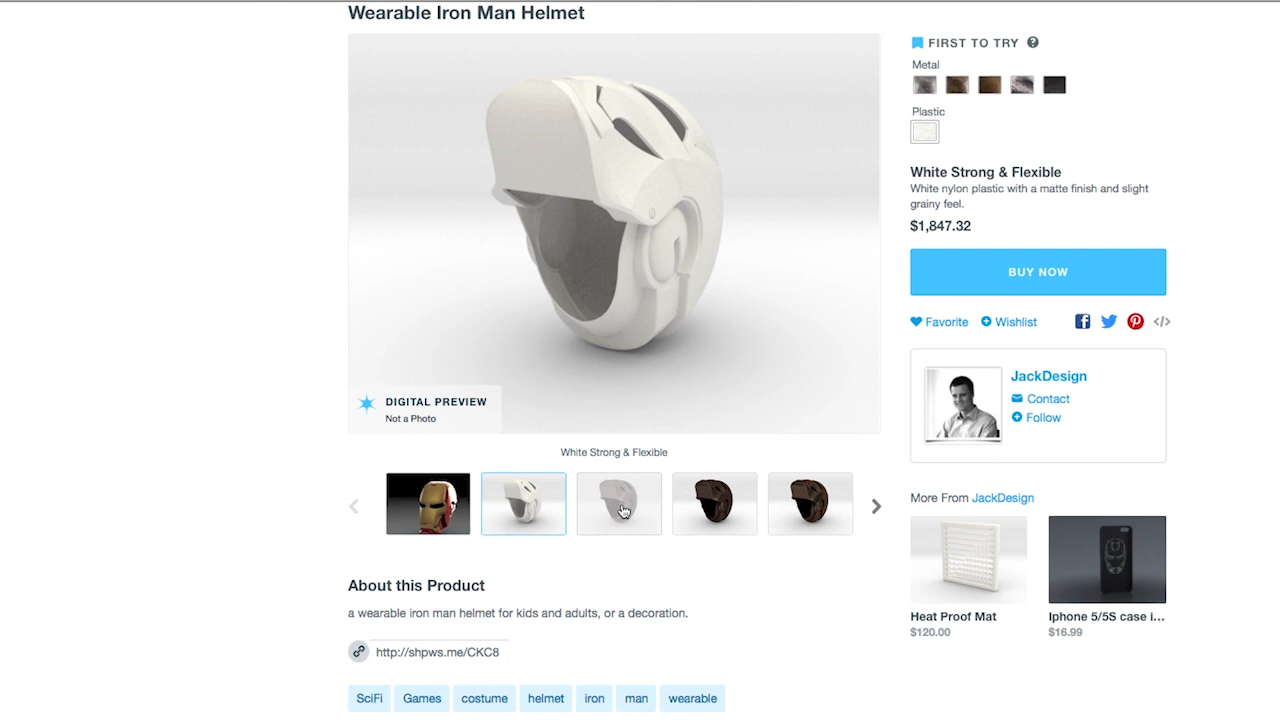 Wearable Iron Man Helmet
FIRST TO TRY ?
Metal
Plastic
White Strong & Flexible
White nylon plastic with a matte finish and slight
grainy feel.
$1,847.32
BUY NOW
Favorite
Wishlist
JackDesign
Contact
Follow
DIGITAL PREVIEW
Not a Photo
White Strong & Flexible
More From JackDesign
Heat Proof Mat
$120.00
Iphone 5/5S case i...
$16.99
About this Product
a wearable iron man helmet for kids and adults, or a decoration.
http://shpws.me/CKC8
SciFi
Games
costume
helmet
iron
man
wearable